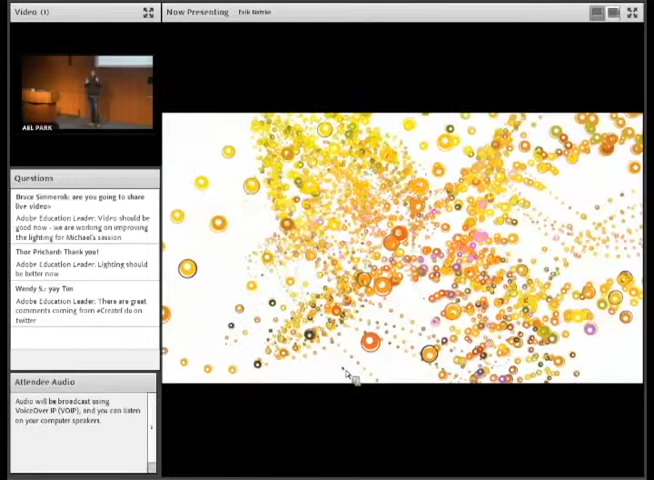 Video (1)
Now Presenting - Erik Natzke
AEL PARK
Questions
Bruce Simmerok: are you going to share
live video>
Adobe Education Leader: Video should be
good now - we are working on improving
the lighting for Michael's session
Thor Prichard: Thank you!
Adobe Education Leader: Lighting should
be better now
Wendy S.: yay Tim
Adobe Education Leader: There are great
comments coming from #CreateEdu on
twitter
Attendee Audio
Audio will be broadcast using
VoiceOver IP (VOIP), and you can listen
on your computer speakers.